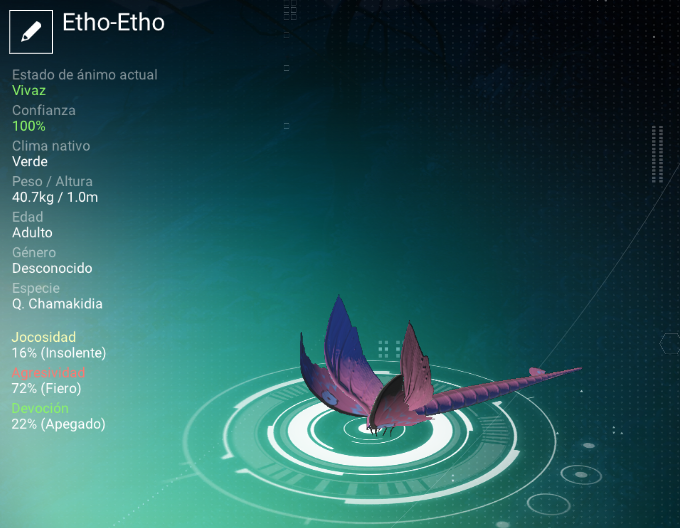 Etho-Etho
Estado de ánimo actual
Vivaz
Confianza
100%
Clima nativo
Verde
Peso / Altura
40.7kg / 1.0m
Edad
Adulto
Género
Desconocido
Especie
Q. Chamakidia
Jocosidad
16% (Insolente)
Agresividad
72% (Fiero)
Devoción
22% (Apegado)